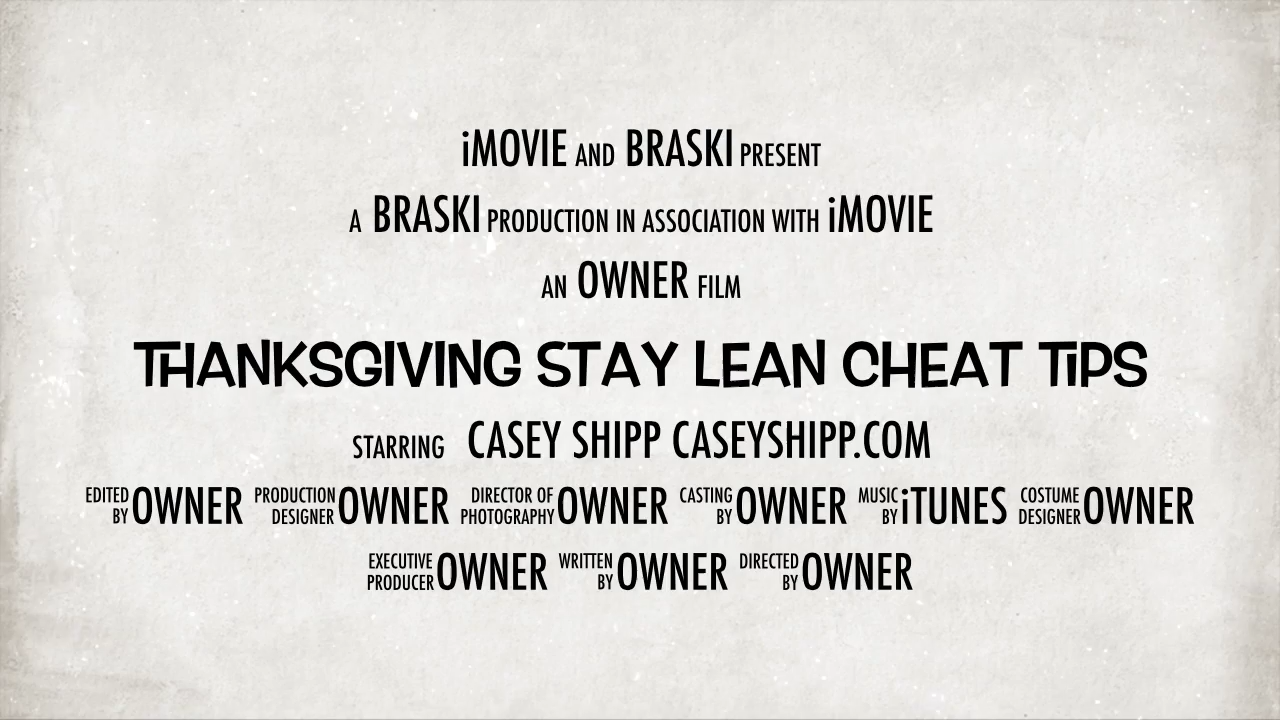 iMOVIE AND BRASKI PRESENT
A BRASKI PRODUCTION IN ASSOCIATION WITH iMOVIE
AN OWNER FILM
THANKSGIVING STAY LEAN CHEAT TiPS
STARRING CASEY SHIPP CASEYSHIPP.COM
EDITED BY OWNER PRODUCTION DESIGNER OWNER DIRECTOR OF PHOTOGRAPHY OWNER CASTING BY OWNER MUSIC BY iTUNES COSTUME DESIGNER OWNER
EXECUTIVE PRODUCER OWNER WRITTEN BY OWNER DIRECTED BY OWNER